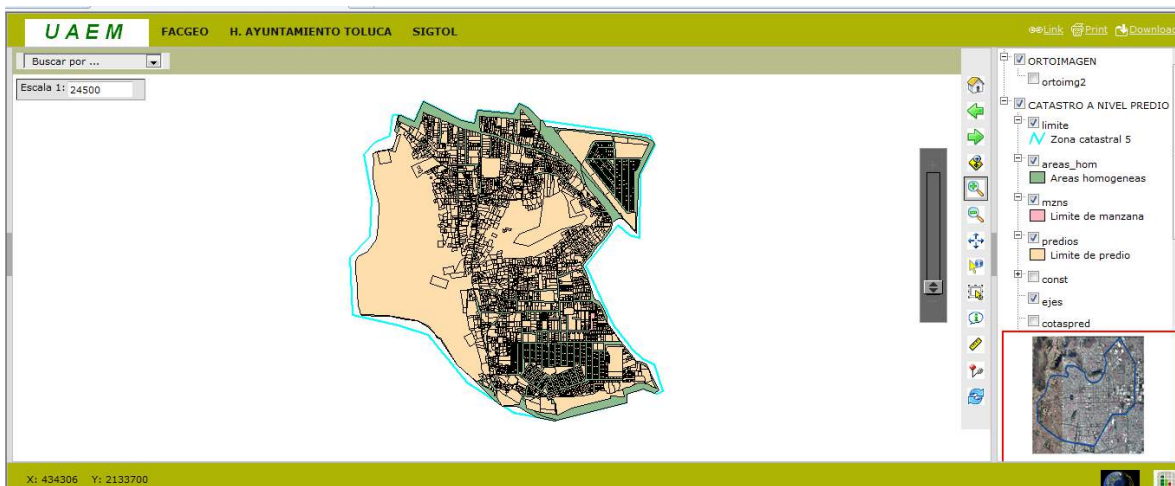 UAEM FACGEO H. AYUNTAMIENTO TOLUCA SIGTOL Link Print Download
Buscar por ...
Escala 1: 24500
ORTOIMAGEN
ortoimg2
CATASTRO A NIVEL PREDIO
limite
Zona catastral 5
areas_hom
Areas homogeneas
mzns
Limite de manzana
predios
Limite de predio
const
ejes
cotaspred
X: 434306 Y: 2133700